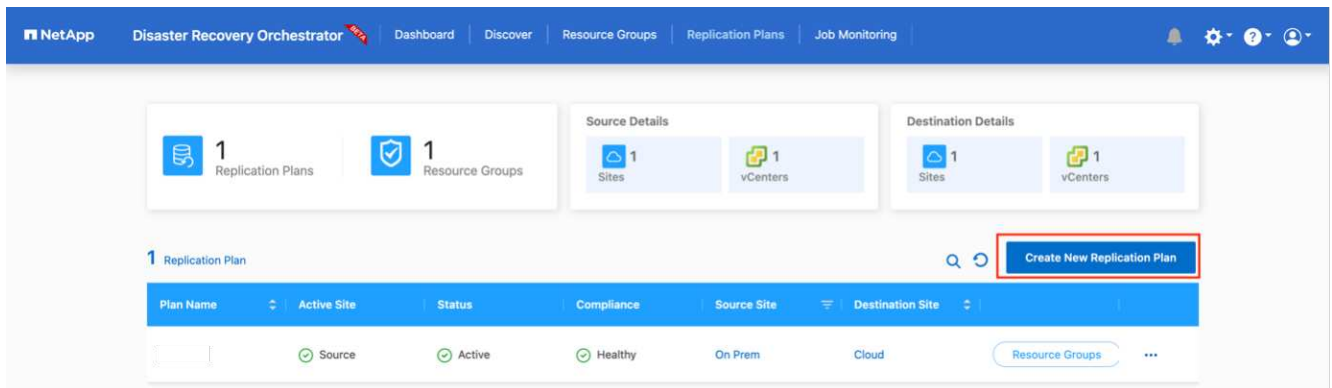 NetApp Disaster Recovery Orchestrator BETA Dashboard Discover Resource Groups Replication Plans Job Monitoring
Source Details Destination Details
1 Replication Plans 1 Resource Groups
1 Sites 1 vCenters 1 Sites 1 vCenters
1 Replication Plan Create New Replication Plan
Plan Name Active Site Status Compliance Source Site Destination Site
Source Active Healthy On Prem Cloud Resource Groups ...